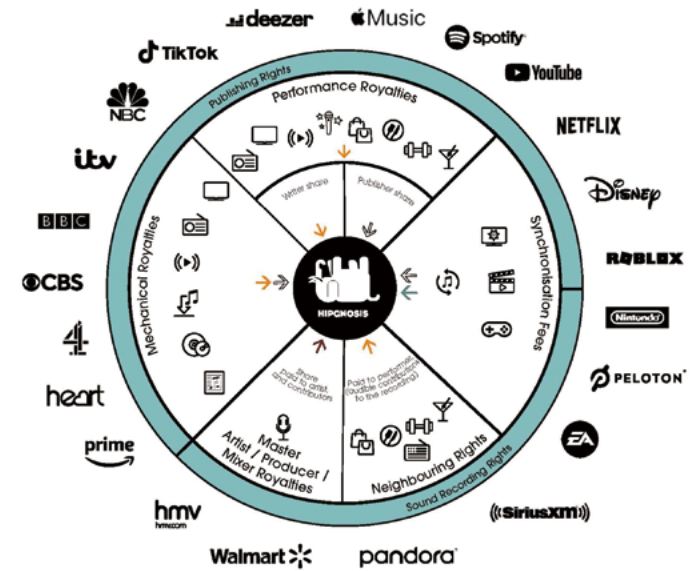 deezer
Music
Spotify
TikTok
YouTube
NBC
NETFLIX
itv
DISNEY
BBC
ROBLOX
CBS
Nintendo
4
PELOTON
heart
EA
prime
hmv
hmv.com
((SiriusXM))
Walmart
pandora
Publishing Rights
Performance Royalties
Writer share
Publisher share
Mechanical Royalties
Synchronisation Fees
HIPGNOSIS
Share
paid to artist,
and contributors
Paid to performer,
(audible contribution
to the recording)
Master
Artist / Producer /
Mixer Royalties
Neighbouring Rights
Sound Recording Rights